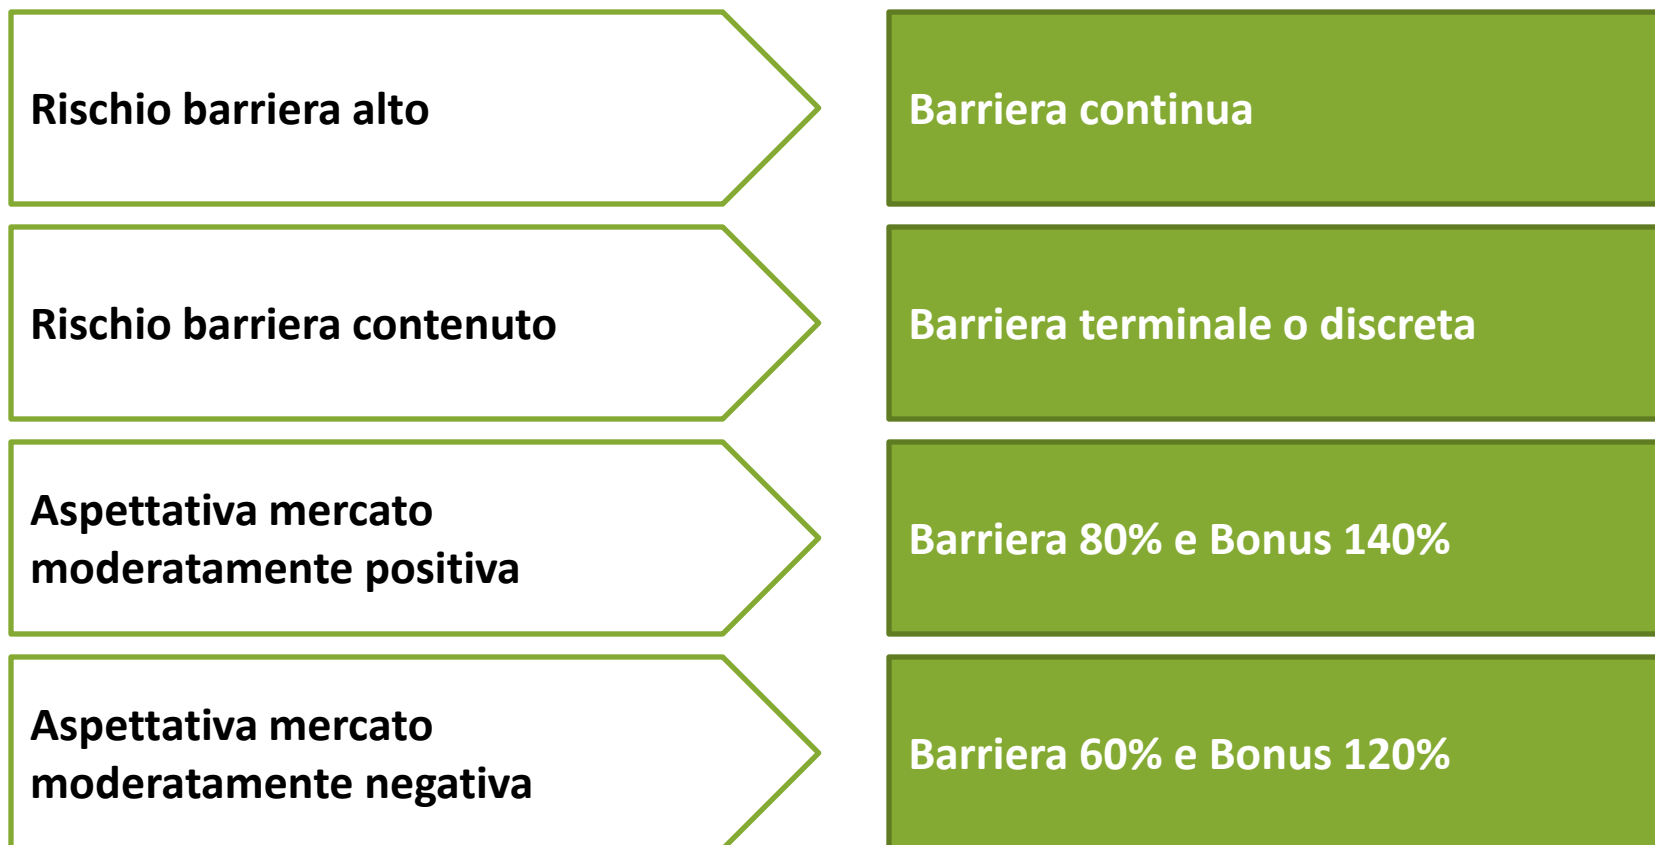 Rischio barriera alto
Barriera continua
Rischio barriera contenuto
Barriera terminale o discreta
Aspettativa mercato
moderatamente positiva
Barriera 80% e Bonus 140%
Aspettativa mercato
moderatamente negativa
Barriera 60% e Bonus 120%